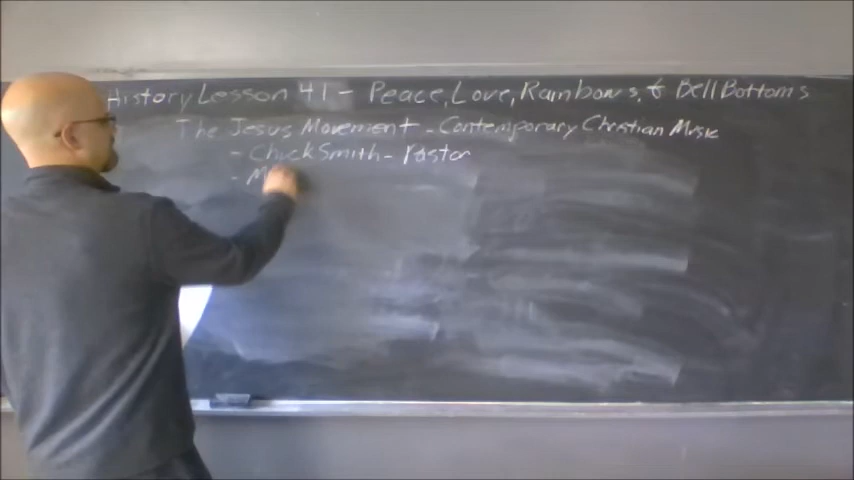 History Lesson 41 - Peace, Love, Rainbows, & Bell Bottoms
The Jesus Movement - Contemporary Christian Music
- Chuck Smith - Pastor
- M